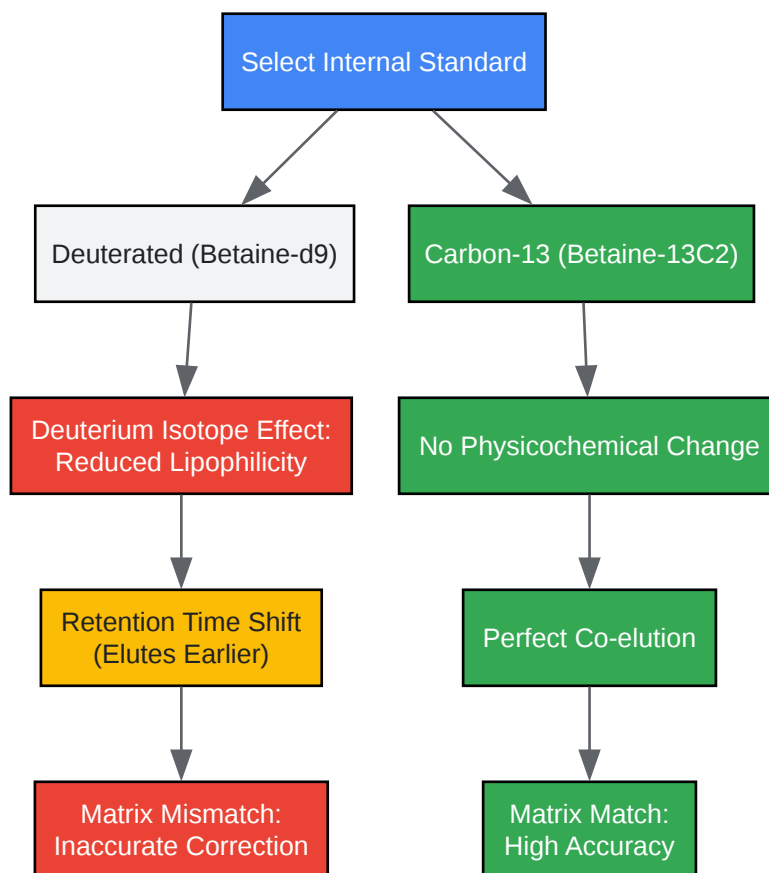 Select Internal Standard
Deuterated (Betaine-d9)
Carbon-13 (Betaine-13C2)
Deuterium Isotope Effect:
Reduced Lipophilicity
No Physicochemical Change
Retention Time Shift
(Elutes Earlier)
Perfect Co-elution
Matrix Mismatch:
Inaccurate Correction
Matrix Match:
High Accuracy